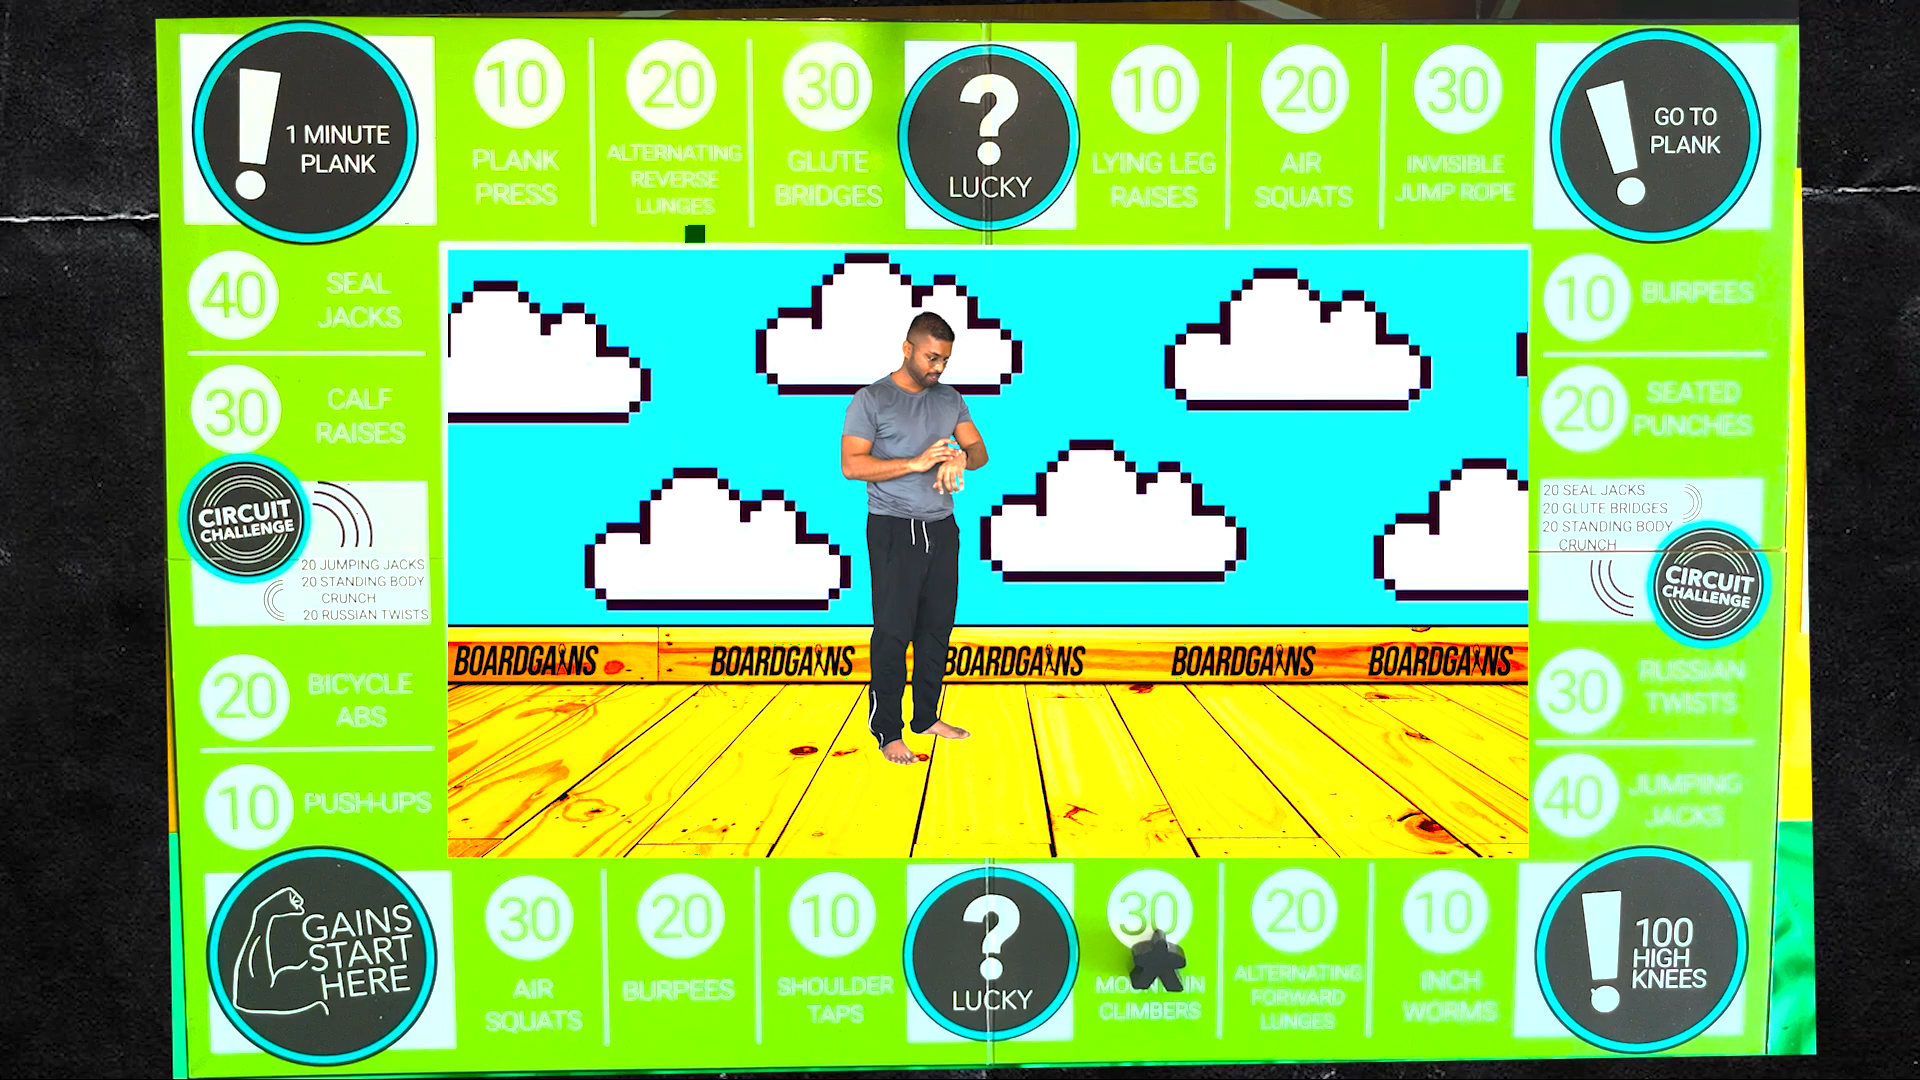 1 MINUTE
PLANK
10
PLANK
PRESS
20
ALTERNATING
REVERSE
LUNGES
30
GLUTE
BRIDGES
?
LUCKY
10
LYING LEG
RAISES
20
AIR
SQUATS
30
INVISIBLE
JUMP ROPE
!
GO TO
PLANK
40
SEAL
JACKS
30
CALF
RAISES
CIRCUIT
CHALLENGE
20 JUMPING JACKS
20 STANDING BODY
CRUNCH
20 RUSSIAN TWISTS
20
BICYCLE
ABS
10
PUSH-UPS
10
BURPEES
20
SEATED
PUNCHES
20 SEAL JACKS
20 GLUTE BRIDGES
20 STANDING BODY
CRUNCH
CIRCUIT
CHALLENGE
30
RUSSIAN
TWISTS
40
JUMPING
JACKS
BOARDGAINS BOARDGAINS BOARDGAINS BOARDGAINS BOARDGAINS
GAINS
START
HERE
30
AIR
SQUATS
20
BURPEES
10
SHOULDER
TAPS
?
LUCKY
30
MOUNTAIN
CLIMBERS
20
ALTERNATING
FORWARD
LUNGES
10
INCH
WORMS
!
100
HIGH
KNEES